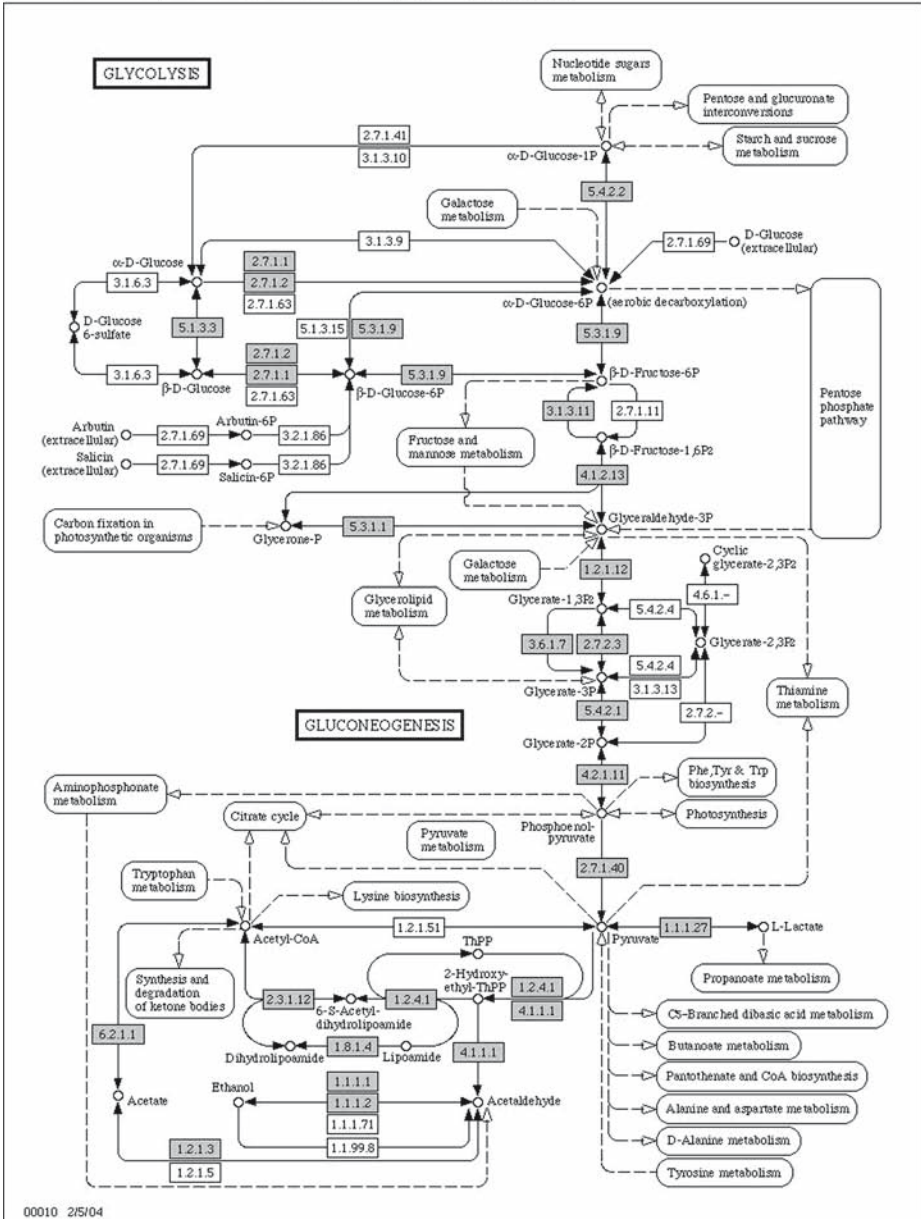 GLYCOLYSIS
Nucleotide sugars
metabolism
Pentose and glucuronate
interconversions
Starch and sucrose
metabolism
2.7.1.41
3.1.3.10
α-D-Glucose-1P
5.4.2.2
Galactose
metabolism
3.1.3.9
2.7.1.69
D-Glucose
(extracellular)
α-D-Glucose
2.7.1.1
2.7.1.2
2.7.1.63
3.1.6.3
α-D-Glucose-6P
(aerobic decarboxylation)
D-Glucose
6-sulfate
5.1.3.3
5.1.3.15
5.3.1.9
5.3.1.9
2.7.1.2
2.7.1.1
2.7.1.63
3.1.6.3
β-D-Glucose
β-D-Glucose-6P
5.3.1.9
β-D-Fructose-6P
Pentose
phosphate
pathway
3.1.3.11
2.7.1.11
Arbutin
(extracellular)
2.7.1.69
Arbutin-6P
3.2.1.86
Fructose and
mannose metabolism
β-D-Fructose-1,6P2
Salicin
(extracellular)
2.7.1.69
Salicin-6P
3.2.1.86
4.1.2.13
Carbon fixation in
photosynthetic organisms
Glycerone-P
5.3.1.1
Glyceraldehyde-3P
Galactose
metabolism
1.2.1.12
Cyclic
glycerate-2,3P2
Glycerolipid
metabolism
Glycerate-1,3P2
5.4.2.4
4.6.1.-
3.6.1.7
2.7.2.3
Glycerate-2,3P2
5.4.2.4
3.1.3.13
Glycerate-3P
Thiamine
metabolism
5.4.2.1
2.7.2.-
GLUCONEOGENESIS
Glycerate-2P
4.2.1.11
Aminophosphonate
metabolism
Phe,Tyr & Trp
biosynthesis
Citrate cycle
Phosphoenol-
pyruvate
Photosynthesis
Pyruvate
metabolism
2.7.1.40
Tryptophan
metabolism
Lysine biosynthesis
Acetyl-CoA
1.2.1.51
Pyruvate
1.1.1.27
L-Lactate
ThPP
Synthesis and
degradation
of ketone bodies
2-Hydroxy-
ethyl-ThPP
Propanoate metabolism
2.3.1.12
1.2.4.1
1.2.4.1
4.1.1.1
6-S-Acetyl-
dihydrolipoamide
C5-Branched dibasic acid metabolism
6.2.1.1
1.8.1.4
4.1.1.1
Dihydrolipoamide
Lipoamide
Butanoate metabolism
Pantothenate and CoA biosynthesis
Ethanol
1.1.1.1
1.1.1.2
1.1.1.71
1.1.99.8
Acetate
Acetaldehyde
Alanine and aspartate metabolism
D-Alanine metabolism
1.2.1.3
1.2.1.5
Tyrosine metabolism
00010 2/5/04